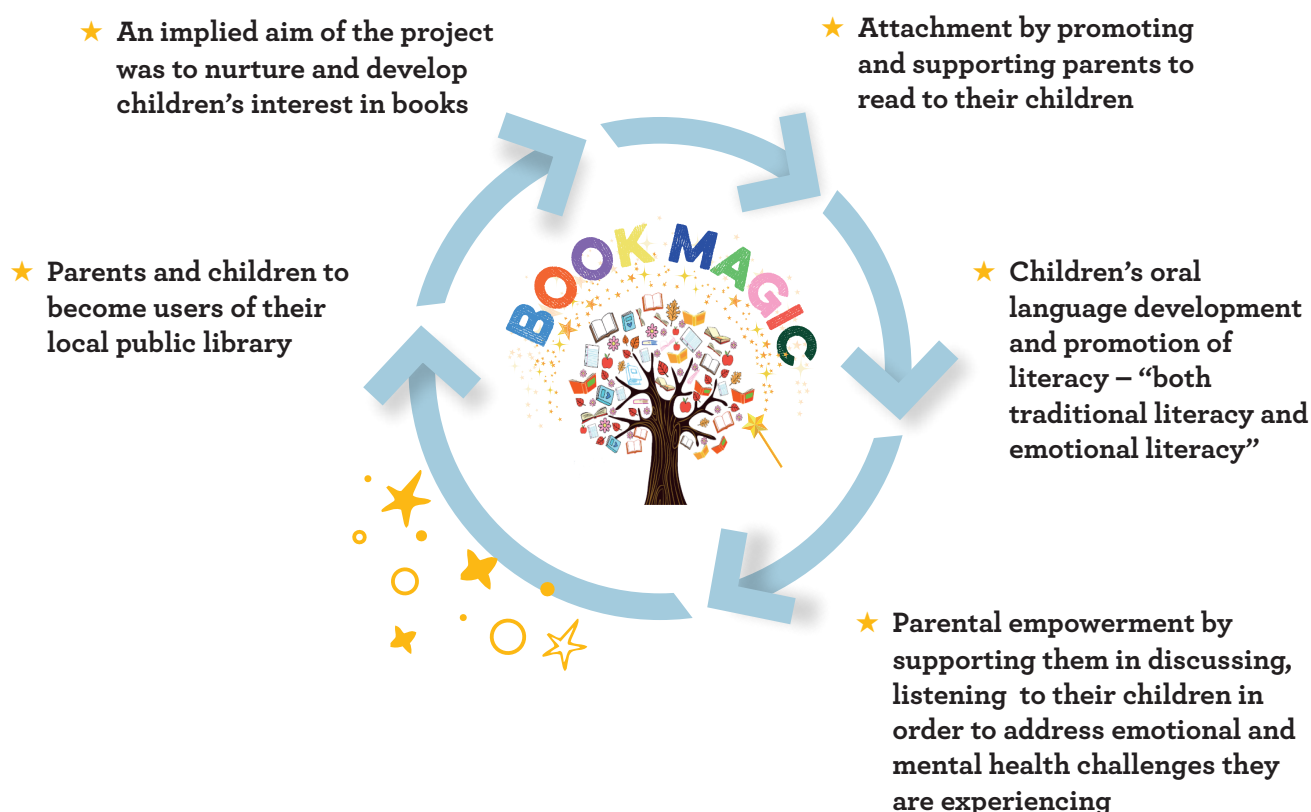 ★ An implied aim of the project
was to nurture and develop
children’s interest in books
★ Attachment by promoting
and supporting parents to
read to their children
★ Children’s oral
language development
and promotion of
literacy – “both
traditional literacy and
emotional literacy”
★ Parental empowerment by
supporting them in discussing,
listening to their children in
order to address emotional and
mental health challenges they
are experiencing
★ Parents and children to
become users of their
local public library
BOOK MAGIC